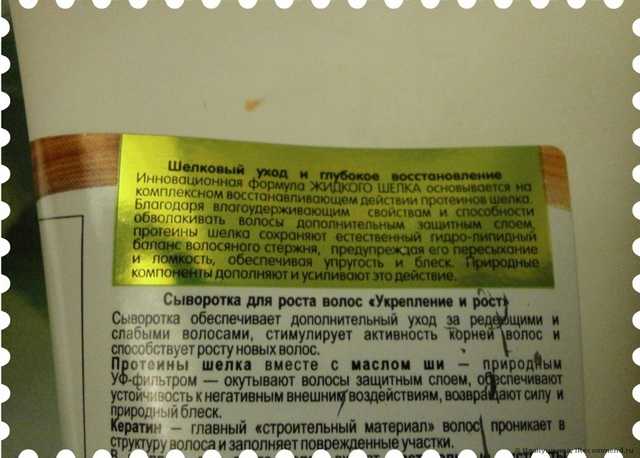 Шелковый уход и глубокое восстановление
Инновационная формула ЖИДКОГО ШЕЛКА основывается на
комплексном восстанавливающем действии протеинов шелка.
Благодаря влагоудерживающим свойствам и способности
обволакивать волосы дополнительным защитным слоем,
протеины шелка сохраняют естественный гидро-липидный
баланс волосяного стержня, предупреждая его пересыхание
и ломкость, обеспечивая упругость и блеск. Природные
компоненты дополняют и усиливают это действие.
Сыворотка для роста волос «Укрепление и рост»
Сыворотка обеспечивает дополнительный уход за редеющими и
слабыми волосами, стимулирует активность корней волос и
способствует росту новых волос.
Протеины шелка вместе с маслом ши — природным
УФ-фильтром — окутывают волосы защитным слоем, обеспечивают
устойчивость к негативным внешним воздействиям, возвращают силу и
природный блеск.
Кератин — главный «строительный материал» волос, проникает в
структуру волоса и заполняет поврежденные участки.